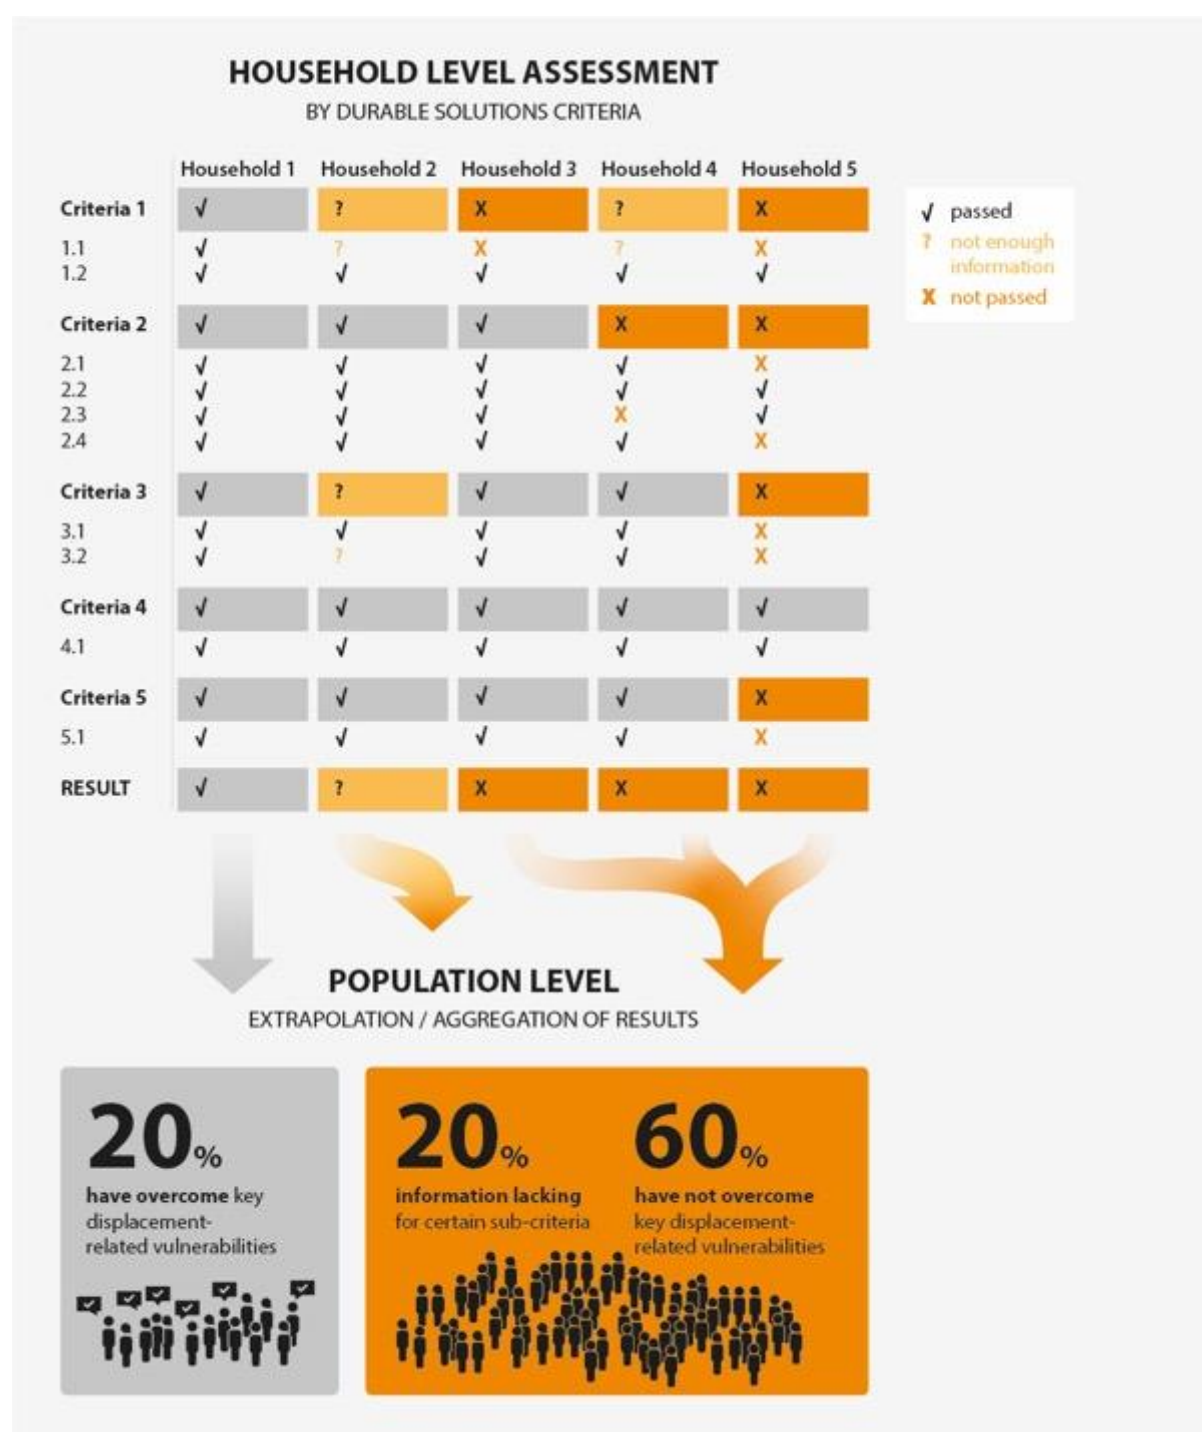 HOUSEHOLD LEVEL ASSESSMENT
BY DURABLE SOLUTIONS CRITERIA
Household 1 Household 2 Household 3 Household 4 Household 5
Criteria 1 √ ? X ? X
1.1 √ ? X ? X
1.2 √ √ √ √ √
Criteria 2 √ √ √ X X
2.1 √ √ √ √ X
2.2 √ √ √ √ √
2.3 √ √ √ X √
2.4 √ √ √ √ X
Criteria 3 √ ? √ √ X
3.1 √ √ √ √ X
3.2 √ ? √ √ X
Criteria 4 √ √ √ √ √
4.1 √ √ √ √ √
Criteria 5 √ √ √ √ X
5.1 √ √ √ √ X
RESULT √ ? X X X
√ passed
? not enough
information
X not passed
POPULATION LEVEL
EXTRAPOLATION / AGGREGATION OF RESULTS
20%
have overcome key
displacement-
related vulnerabilities
20%
information lacking
for certain sub-criteria
60%
have not overcome
key displacement-
related vulnerabilities